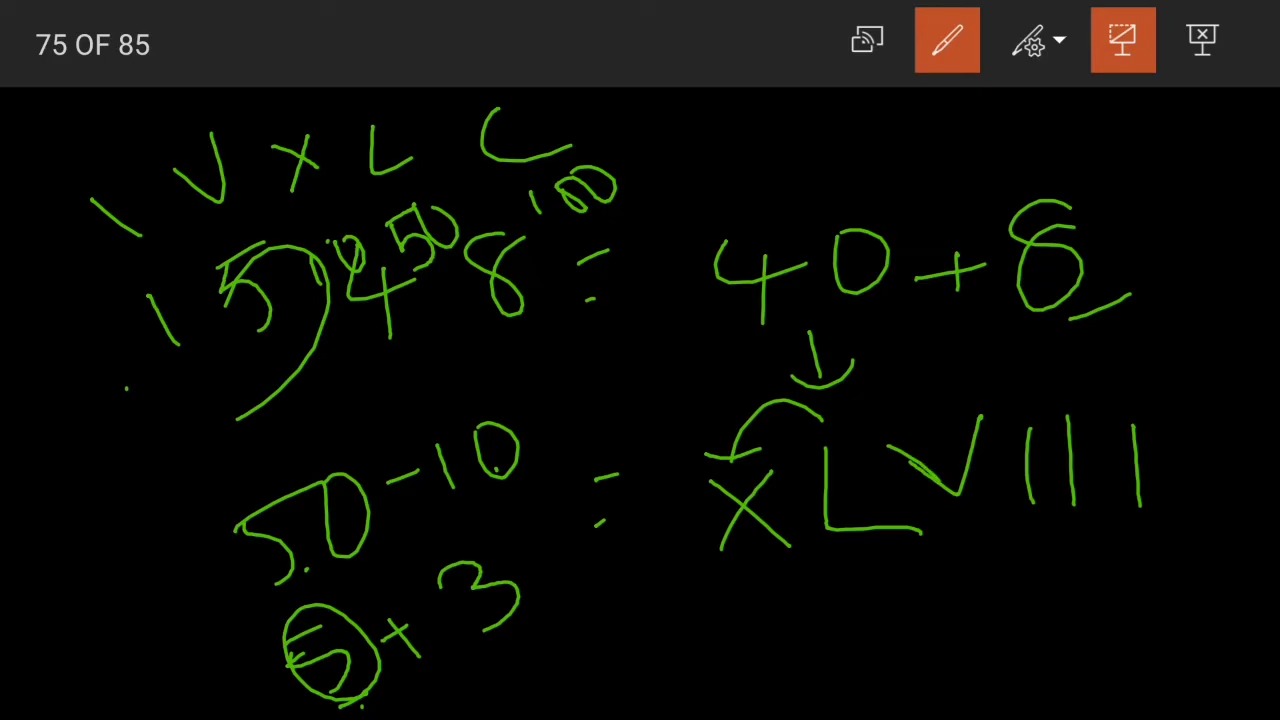 75 OF 85
I V X L C
1 5 10 50 100
48 = 40 + 8
50 - 10 = XLVIII
5 + 3